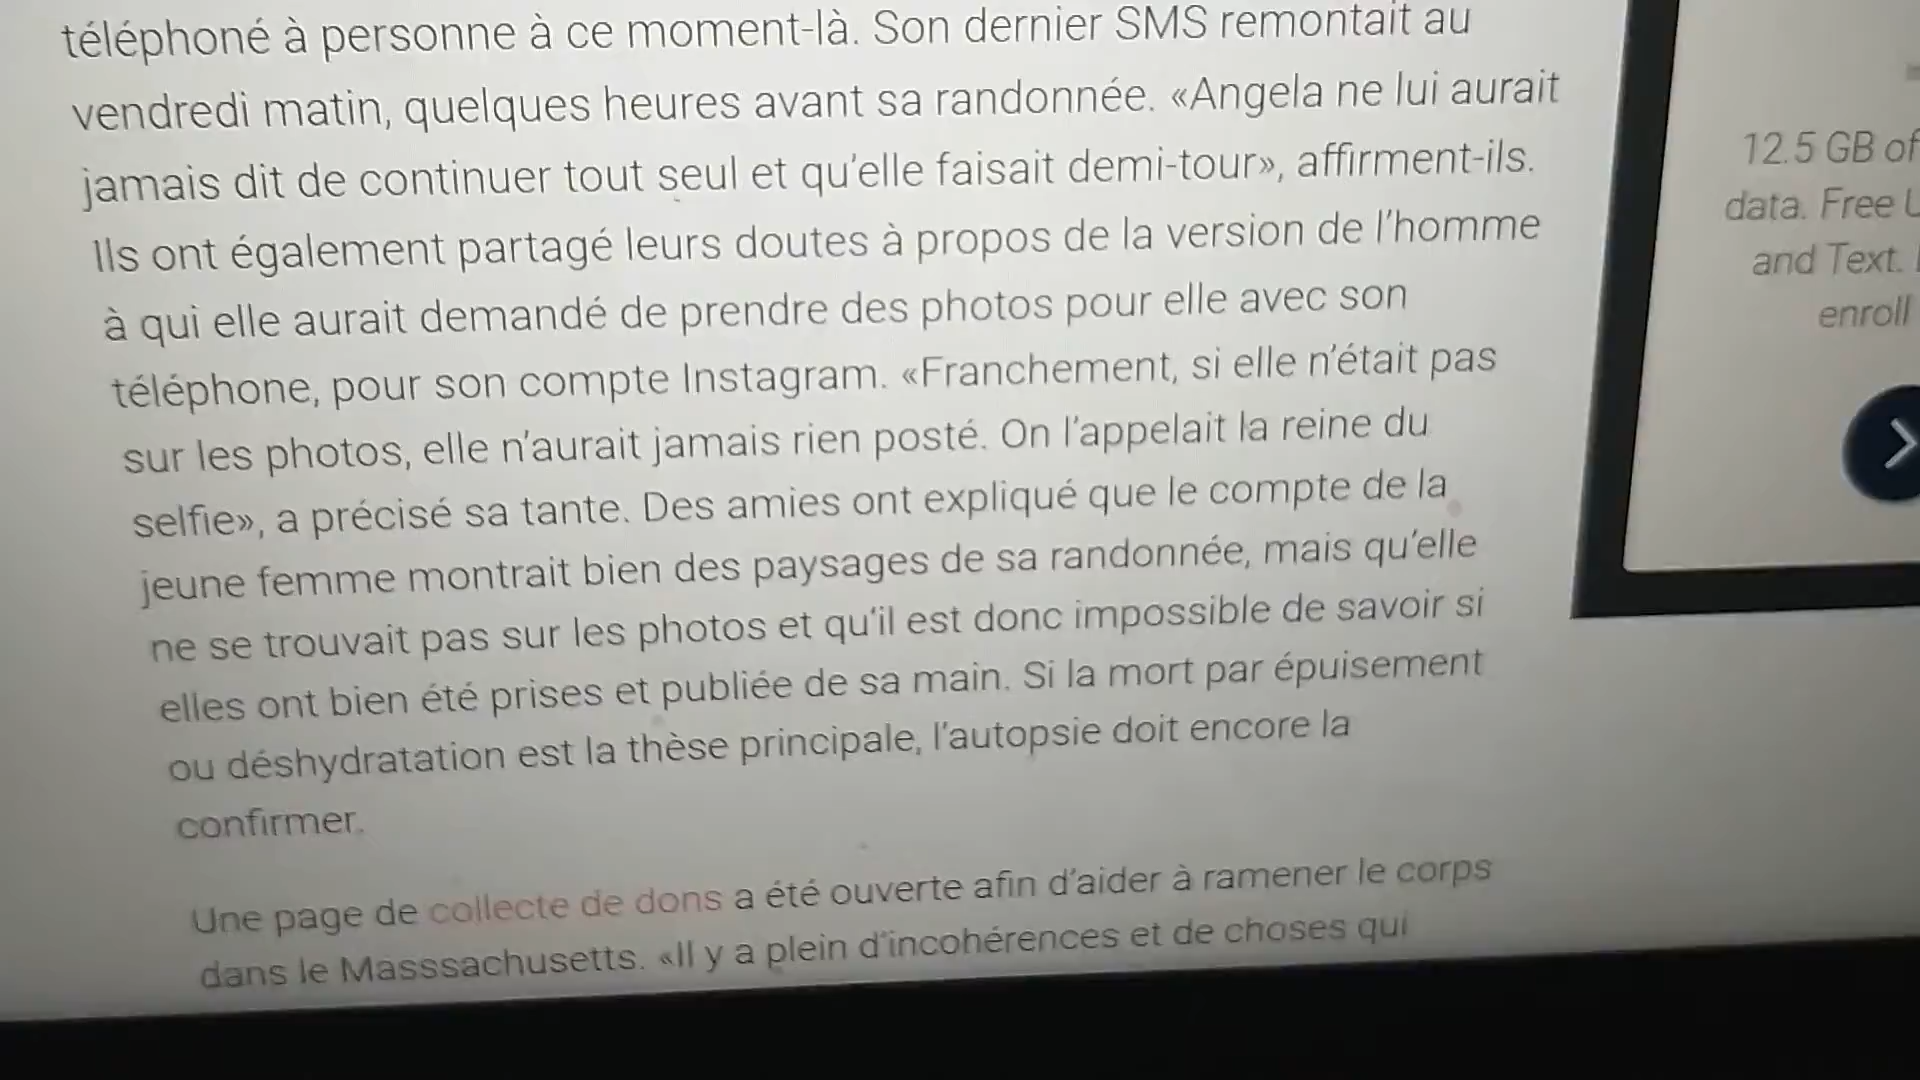 téléphoné à personne à ce moment-là. Son dernier SMS remontait au
vendredi matin, quelques heures avant sa randonnée. «Angela ne lui aurait
jamais dit de continuer tout seul et qu'elle faisait demi-tour», affirment-ils.
Ils ont également partagé leurs doutes à propos de la version de l'homme
à qui elle aurait demandé de prendre des photos pour elle avec son
téléphone, pour son compte Instagram. «Franchement, si elle n'était pas
sur les photos, elle n'aurait jamais rien posté. On l'appelait la reine du
selfie», a précisé sa tante. Des amies ont expliqué que le compte de la
jeune femme montrait bien des paysages de sa randonnée, mais qu'elle
ne se trouvait pas sur les photos et qu'il est donc impossible de savoir si
elles ont bien été prises et publiée de sa main. Si la mort par épuisement
ou déshydratation est la thèse principale, l'autopsie doit encore la
confirmer.
Une page de collecte de dons a été ouverte afin d'aider à ramener le corps
dans le Masssachusetts. «Il y a plein d'incohérences et de choses qui
12.5 GB of
data. Free
and Text.
enroll